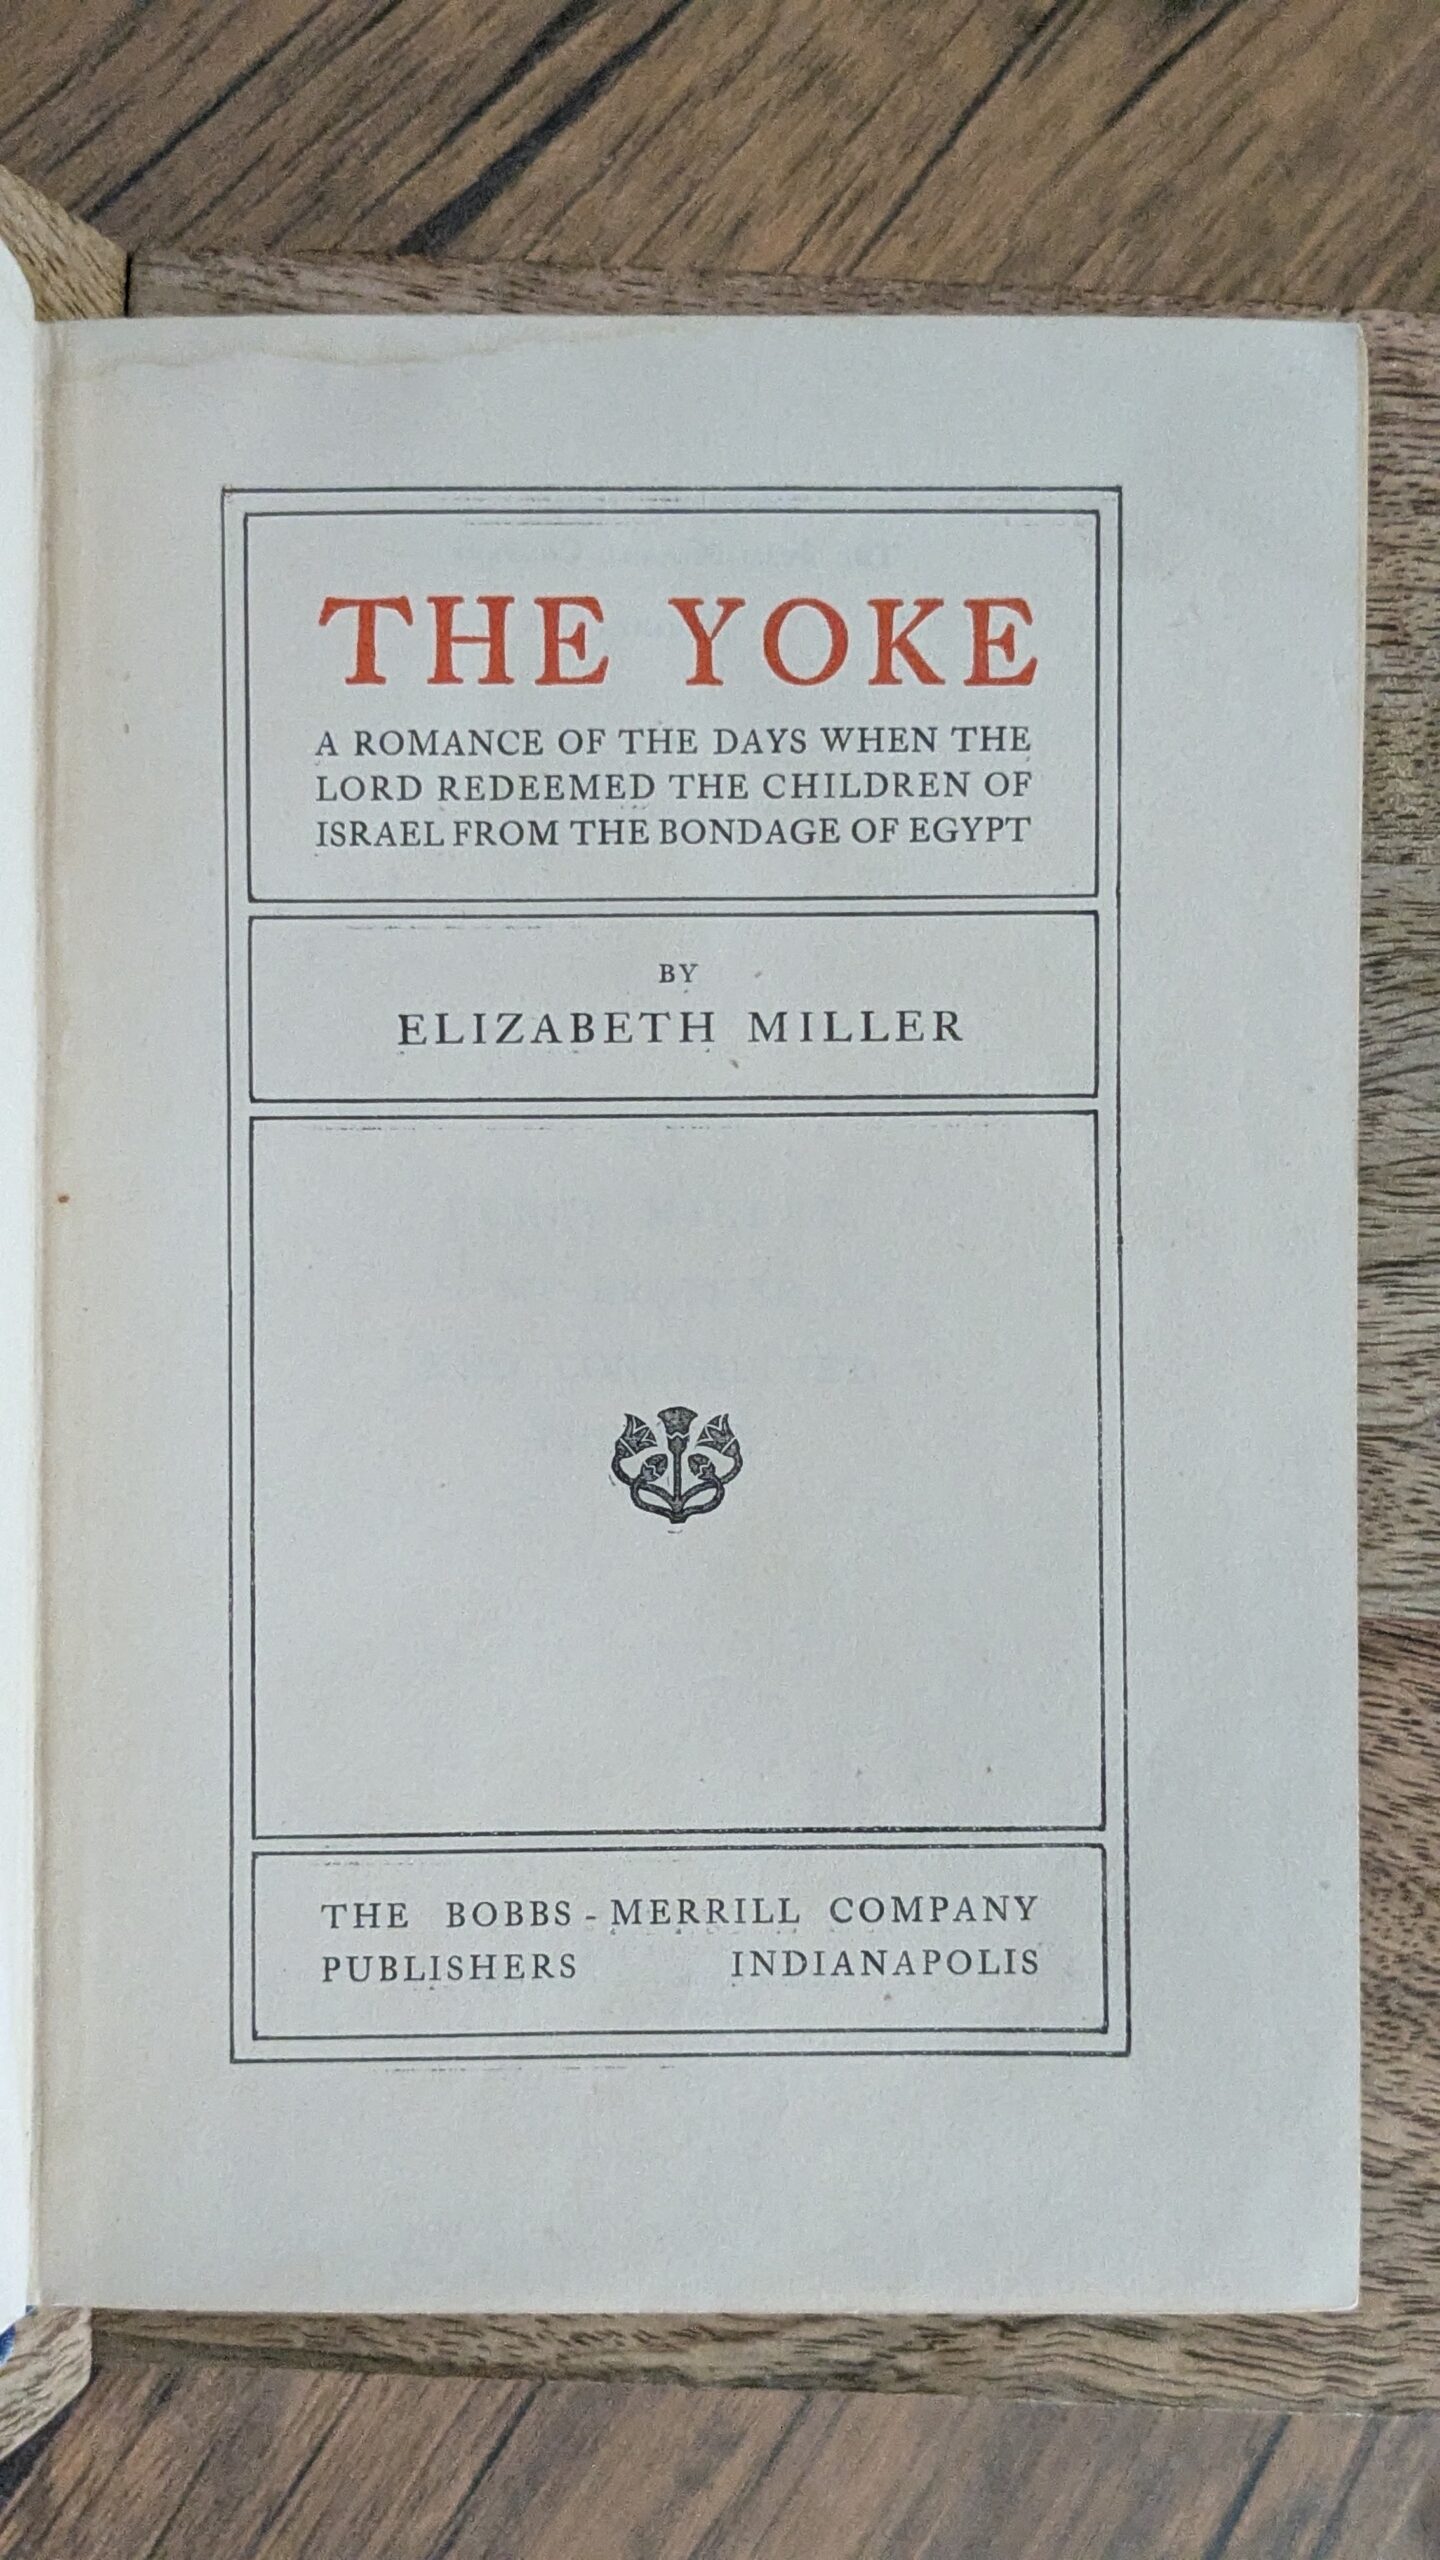 THE YOKE
A ROMANCE OF THE DAYS WHEN THE
LORD REDEEMED THE CHILDREN OF
ISRAEL FROM THE BONDAGE OF EGYPT
BY
ELIZABETH MILLER
THE BOBBS-MERRILL COMPANY
PUBLISHERS INDIANAPOLIS